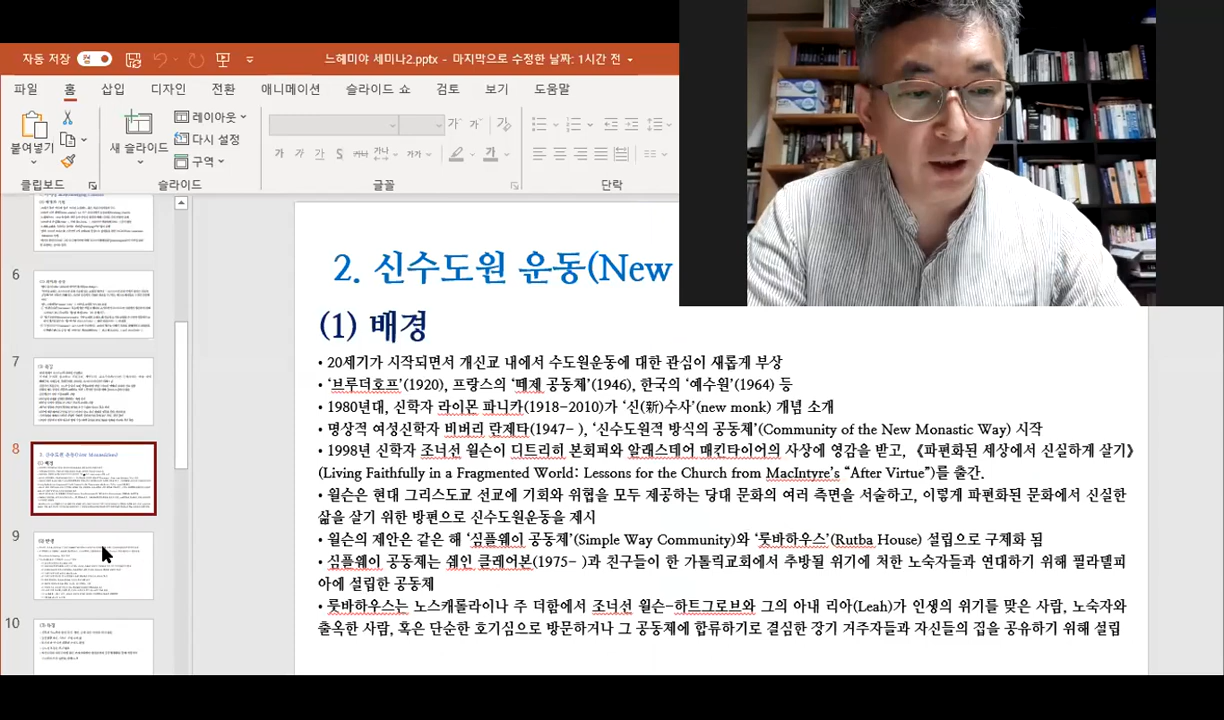 자동 저장
켬
느헤미야 세미나2.pptx - 마지막으로 수정한 날짜: 1시간 전
파일 홈 삽입 디자인 전환 애니메이션 슬라이드 쇼 검토 보기 도움말
붙여넣기
새 슬라이드
레이아웃
다시 설정
구역
가 가 가 S 가나 가가
클립보드 슬라이드 글꼴 단락
6
7
8
9
10
2. 신수도원 운동(New
(1) 배경
• 20세기가 시작되면서 개신교 내에서 수도원운동에 대한 관심이 새롭게 부상
• ‘브루더호프’(1920), 프랑스의 ‘떼제 공동체’(1946), 한국의 ‘예수원’(1964) 등
• 1980년대, 신학자 라이몬 파니카(1918-2010)가 ‘신(新)수사’(new monk) 개념 소개
• 명상적 여성신학자 비버리 란제타(1947- ), ‘신수도원적 방식의 공동체’(Community of the New Monastic Way) 시작
• 1998년 신학자 조너선 윌슨이 디트리히 본회퍼와 알래스데어 매킨타이어의 사상에 영감을 받고, 《파편화된 세상에서 신실하게 살기》
(Living Faithfully in a Fragmented World: Lessons for the Church from MacIntyre's “After Virtue”)를 출간.
• 윌슨은 현대 그리스도교 선교에 기회와 위협을 모두 제공하는 당대 문화의 여러 측면을 서술하고, 이렇게 파편화된 문화에서 신실한
삶을 살기 위한 방편으로 신수도원운동을 제시
• 윌슨의 제안은 같은 해 ‘심플웨이 공동체’(Simple Way Community)와 ‘룻바하우스’(Rutba House) 설립으로 구체화 됨
• 심플웨이 공동체는 쉐인 클레어본(1975- )과 친구들이 한 가톨릭교회에서 추방될 위기에 처한 노숙자들과 연대하기 위해 필라델피
아에 설립한 공동체
• 룻바하우스느 노스캐롤라이나 주 더함에서 조너선 윌슨-하트그로브와 그의 아내 리아(Leah)가 인생의 위기를 맞은 사람, 노숙자와
출옥한 사람, 혹은 단순한 호기심으로 방문하거나 그 공동체에 합류하기로 결심한 장기 거주자들과 자신들의 집을 공유하기 위해 설립